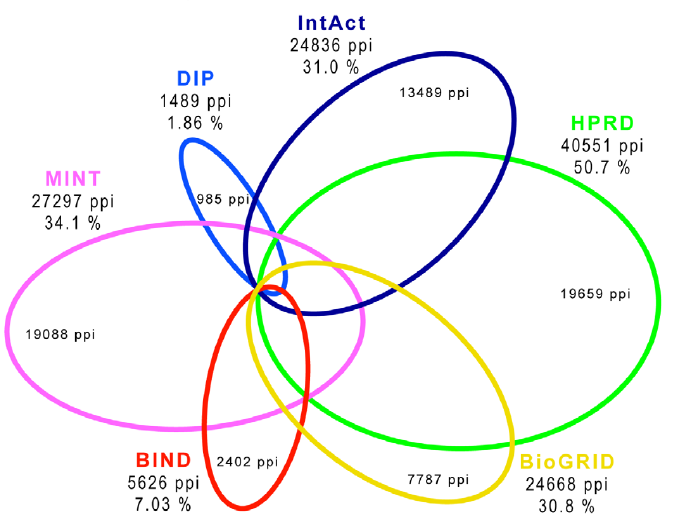 IntAct
24836 ppi
31.0 %
13489 ppi
DIP
1489 ppi
1.86 %
985 ppi
HPRD
40551 ppi
50.7 %
19659 ppi
MINT
27297 ppi
34.1 %
19088 ppi
BIND
5626 ppi
7.03 %
2402 ppi
7787 ppi
BioGRID
24668 ppi
30.8 %